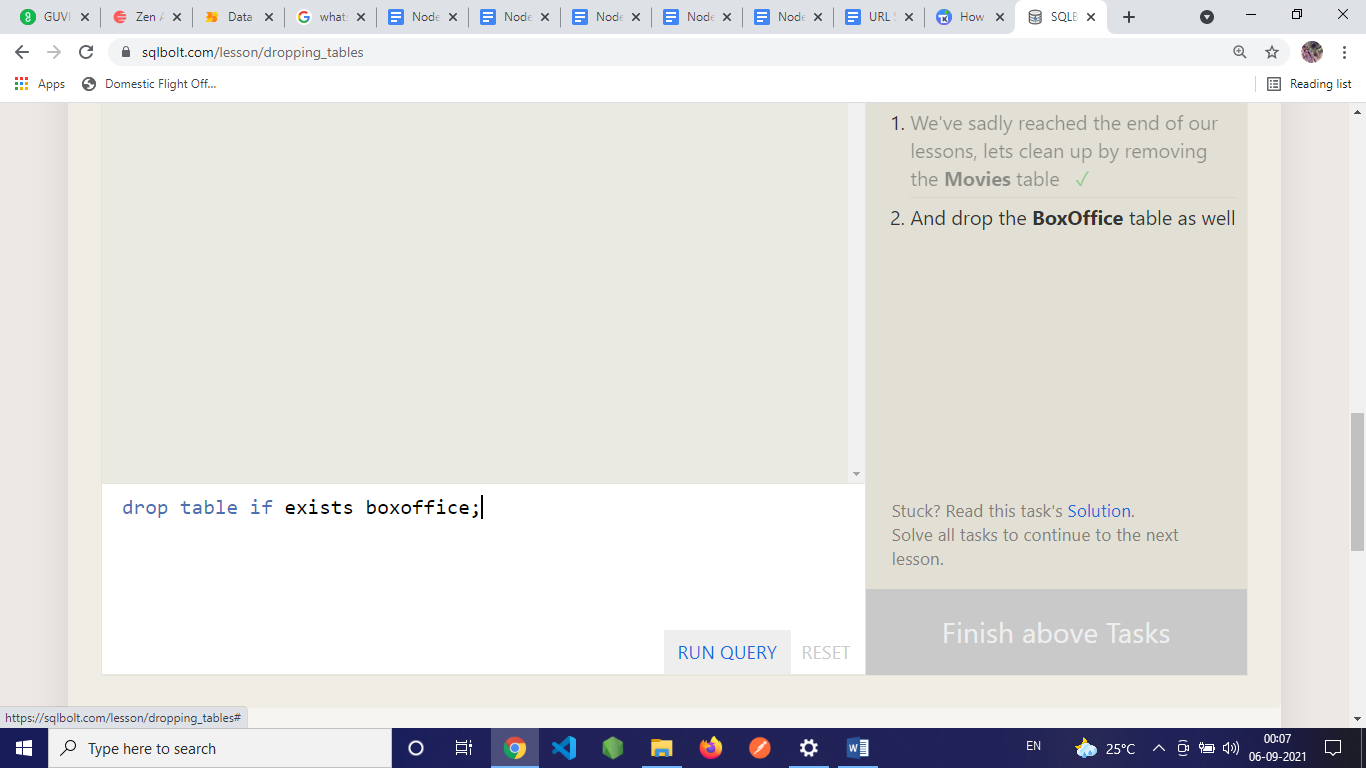 GUVI
Zen A
Data
what
Node
Node
Node
Node
Node
URL S
How
SQLB
sqlbolt.com/lesson/dropping_tables
Apps
Domestic Flight Off...
Reading list
1. We've sadly reached the end of our
lessons, lets clean up by removing
the Movies table ✓
2. And drop the BoxOffice table as well
drop table if exists boxoffice;
Stuck? Read this task's Solution.
Solve all tasks to continue to the next
lesson.
RUN QUERY
RESET
Finish above Tasks
https://sqlbolt.com/lesson/dropping_tables#
Type here to search
EN
25°C
00:07
06-09-2021